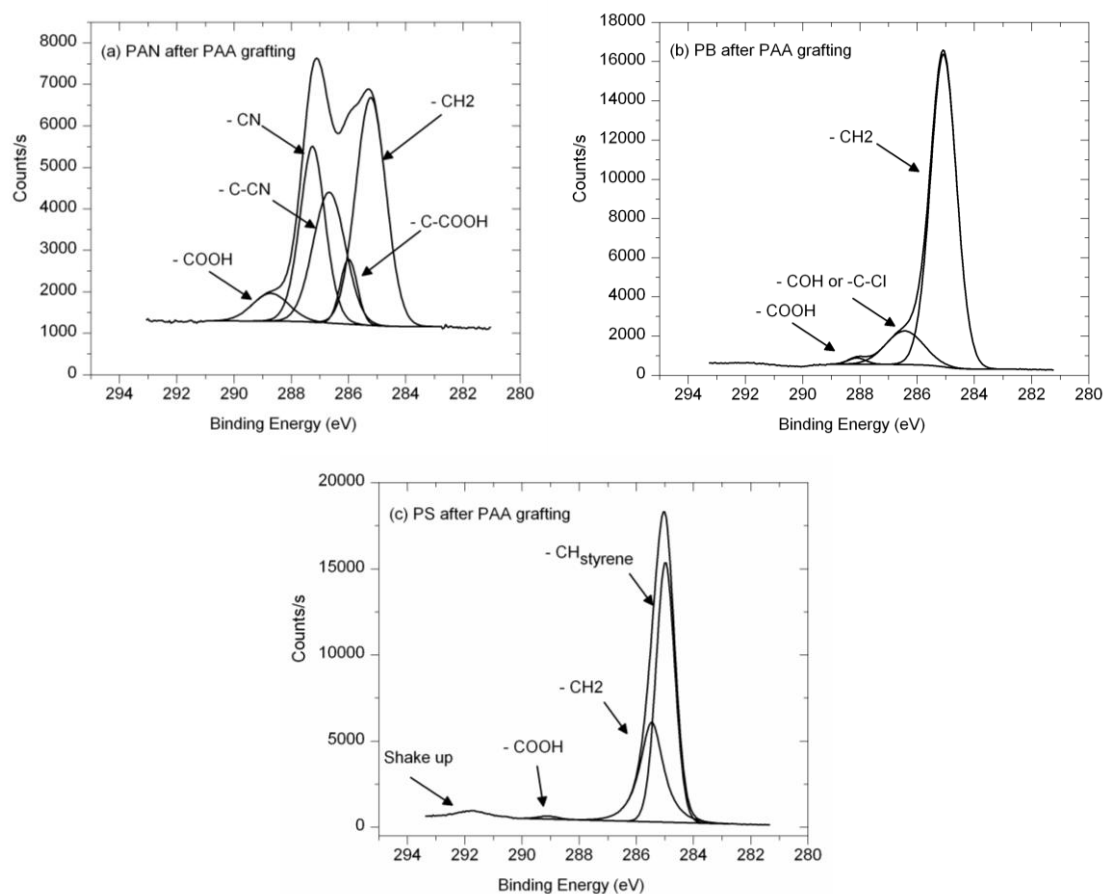 (a) PAN after PAA grafting
8000
7000
6000
5000
4000
3000
2000
1000
0
Counts/s
- CN
- C-CN
- COOH
- CH2
- C-COOH
294 292 290 288 286 284 282 280
Binding Energy (eV)
(b) PB after PAA grafting
18000
16000
14000
12000
10000
8000
6000
4000
2000
0
Counts/s
- CH2
- COH or -C-Cl
- COOH
294 292 290 288 286 284 282 280
Binding Energy (eV)
(c) PS after PAA grafting
20000
15000
10000
5000
0
Counts/s
- CHstyrene
- CH2
- COOH
Shake up
294 292 290 288 286 284 282 280
Binding Energy (eV)